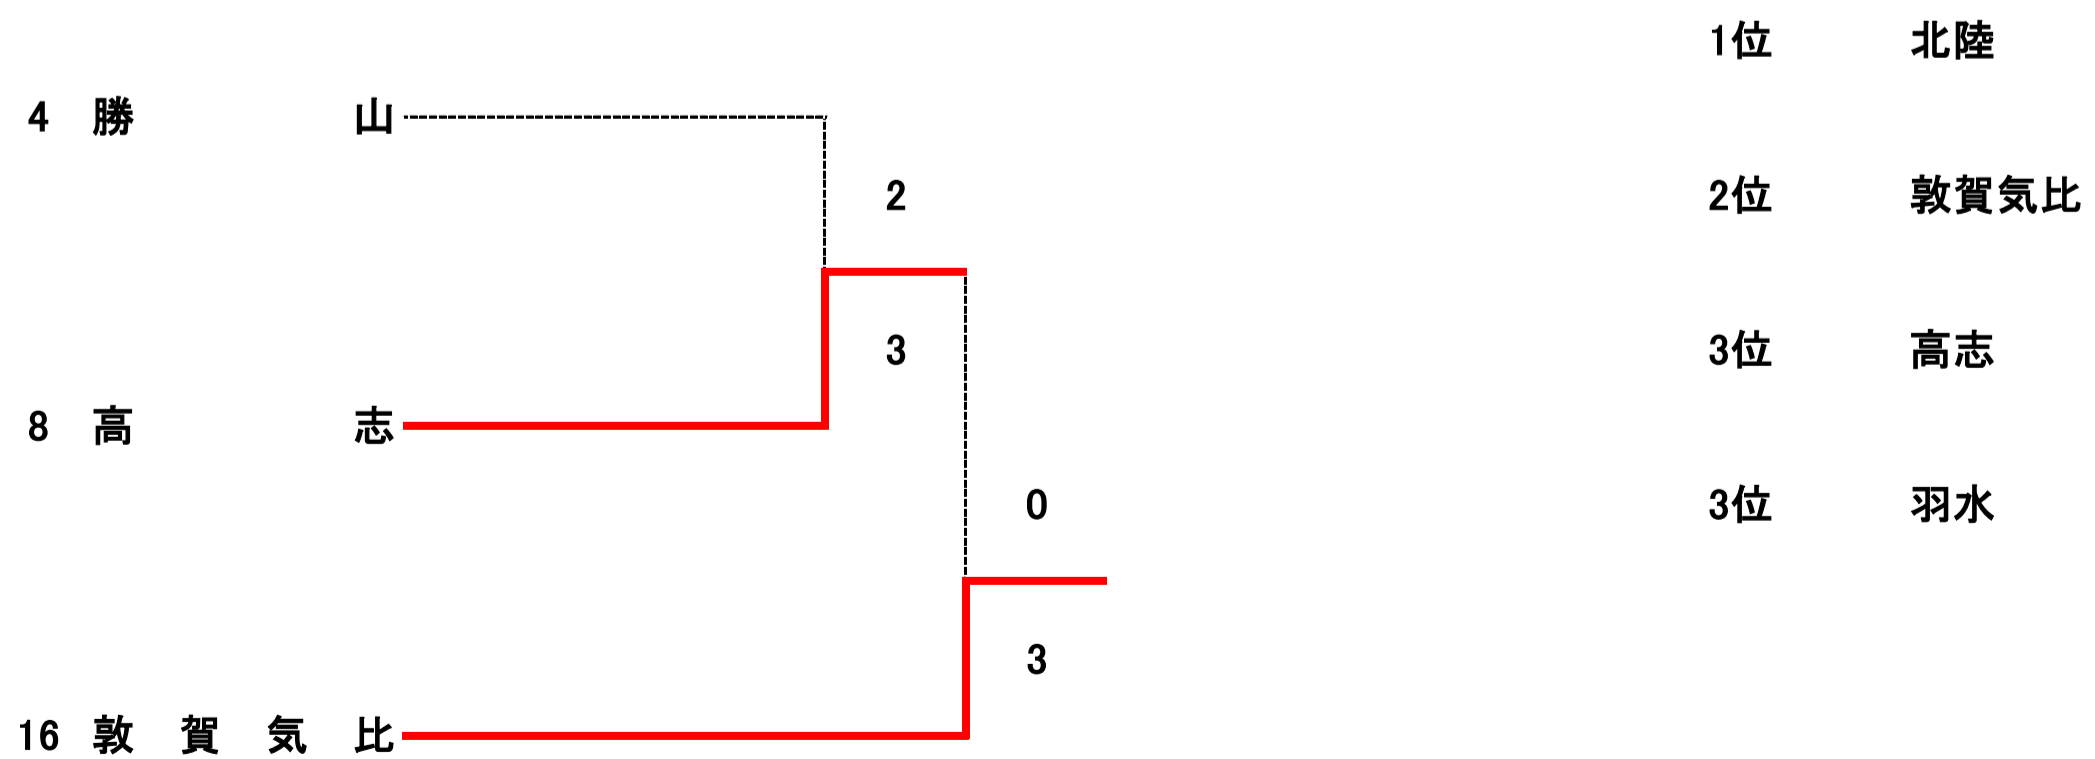 1位 北陸
4 勝 山
2
2位 敦賀気比
3
3位 高志
8 高 志
0
3位 羽水
3
16 敦 賀 気 比